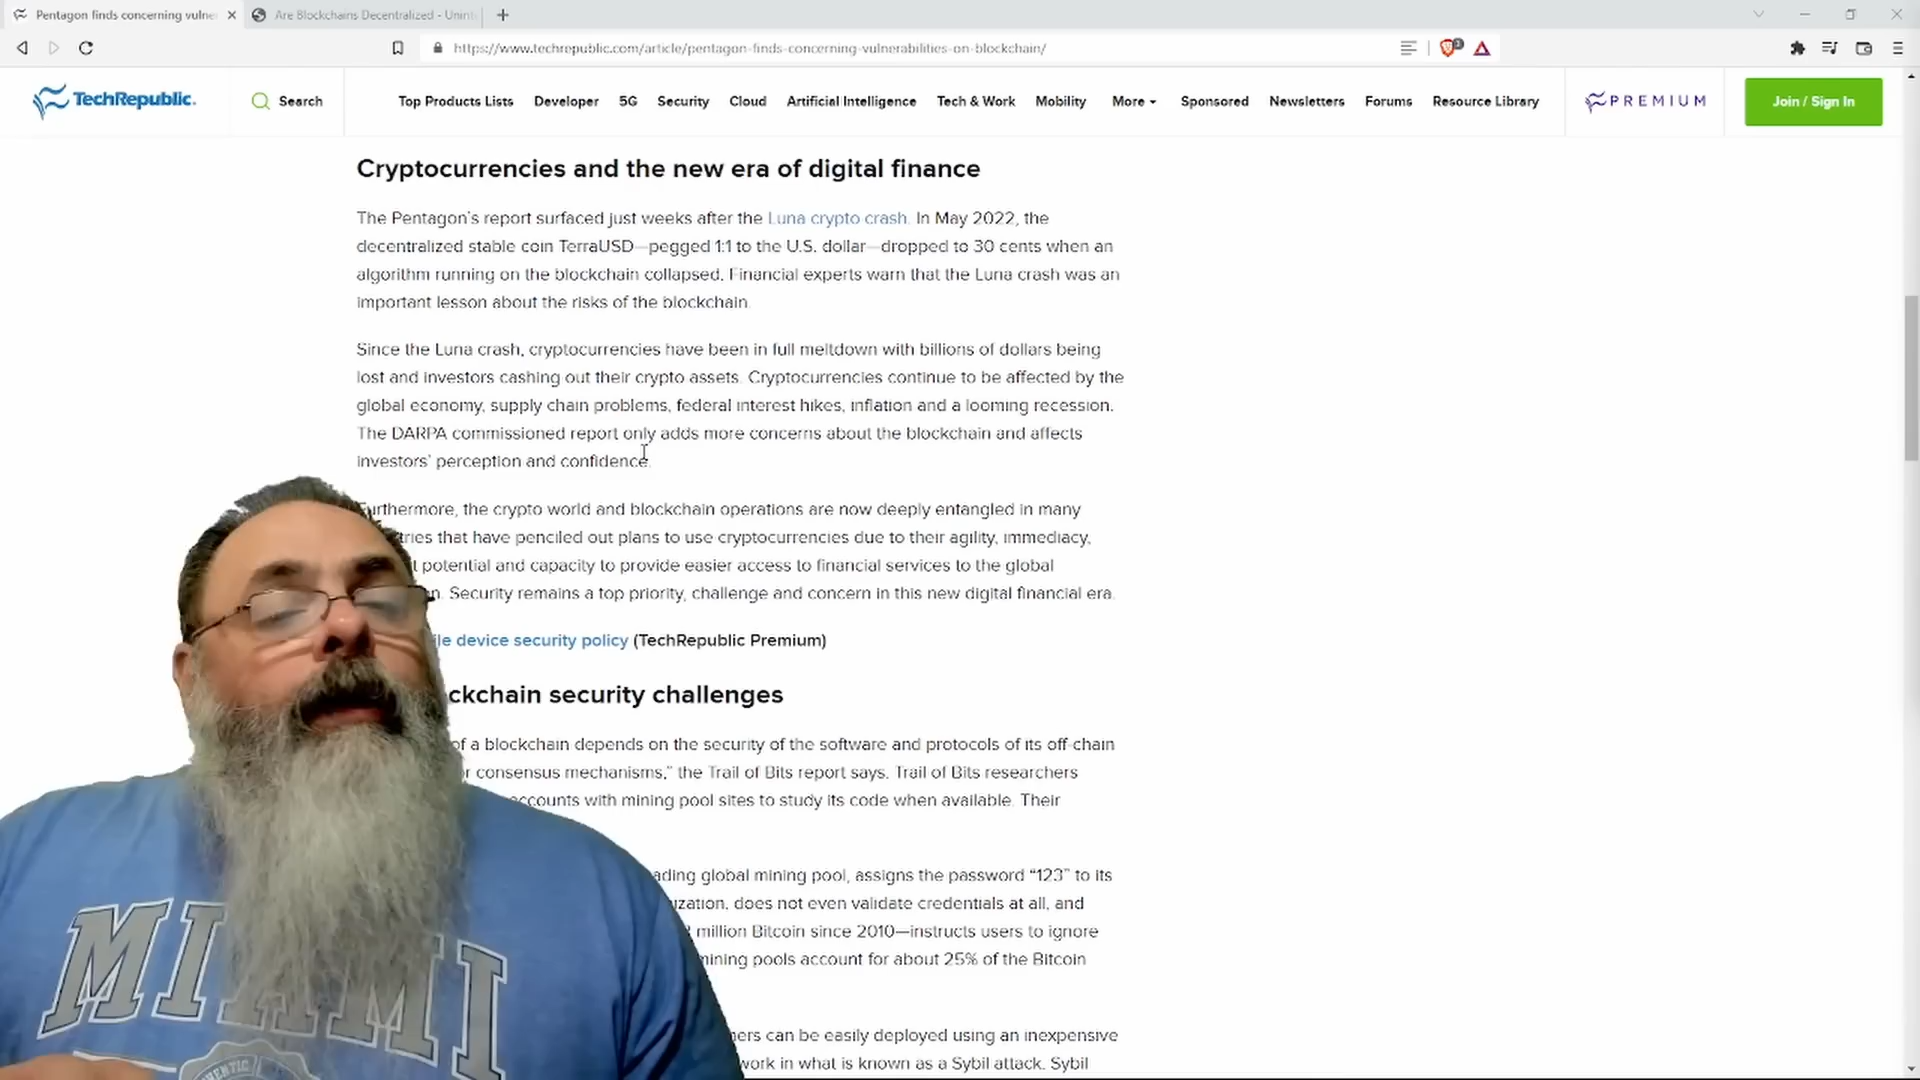 Pentagon finds concerning vulne
Are Blockchains Decentralized - Unint
https://www.techrepublic.com/article/pentagon-finds-concerning-vulnerabilities-on-blockchain/
TechRepublic.
Search
Top Products Lists
Developer
5G
Security
Cloud
Artificial Intelligence
Tech & Work
Mobility
More
Sponsored
Newsletters
Forums
Resource Library
PREMIUM
Join / Sign In
Cryptocurrencies and the new era of digital finance
The Pentagon's report surfaced just weeks after the Luna crypto crash. In May 2022, the
decentralized stable coin TerraUSD—pegged 1:1 to the U.S. dollar—dropped to 30 cents when an
algorithm running on the blockchain collapsed. Financial experts warn that the Luna crash was an
important lesson about the risks of the blockchain.
Since the Luna crash, cryptocurrencies have been in full meltdown with billions of dollars being
lost and investors cashing out their crypto assets. Cryptocurrencies continue to be affected by the
global economy, supply chain problems, federal interest hikes, inflation and a looming recession.
The DARPA commissioned report only adds more concerns about the blockchain and affects
investors' perception and confidence.
urthermore, the crypto world and blockchain operations are now deeply entangled in many
tries that have penciled out plans to use cryptocurrencies due to their agility, immediacy,
t potential and capacity to provide easier access to financial services to the global
n. Security remains a top priority, challenge and concern in this new digital financial era.
le device security policy (TechRepublic Premium)
ckchain security challenges
of a blockchain depends on the security of the software and protocols of its off-chain
r consensus mechanisms,” the Trail of Bits report says. Trail of Bits researchers
accounts with mining pool sites to study its code when available. Their
ading global mining pool, assigns the password “123” to its
ization, does not even validate credentials at all, and
million Bitcoin since 2010—instructs users to ignore
mining pools account for about 25% of the Bitcoin
ners can be easily deployed using an inexpensive
work in what is known as a Sybil attack. Sybil
MIAMI